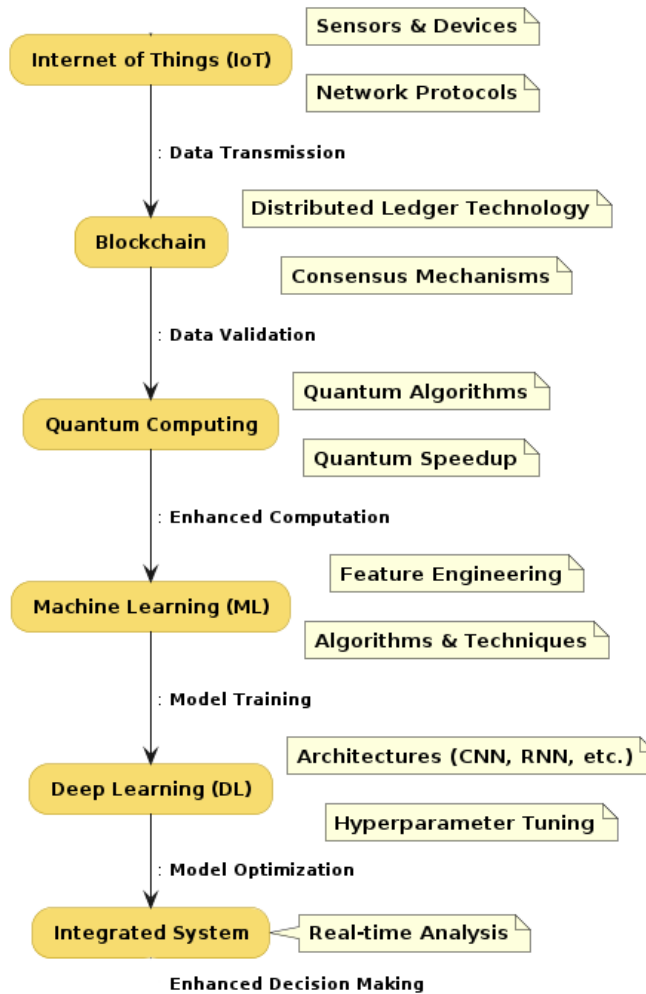 Sensors & Devices
Internet of Things (IoT)
Network Protocols
: Data Transmission
Distributed Ledger Technology
Blockchain
Consensus Mechanisms
: Data Validation
Quantum Algorithms
Quantum Computing
Quantum Speedup
: Enhanced Computation
Feature Engineering
Machine Learning (ML)
Algorithms & Techniques
: Model Training
Architectures (CNN, RNN, etc.)
Deep Learning (DL)
Hyperparameter Tuning
: Model Optimization
Integrated System
Real-time Analysis
Enhanced Decision Making